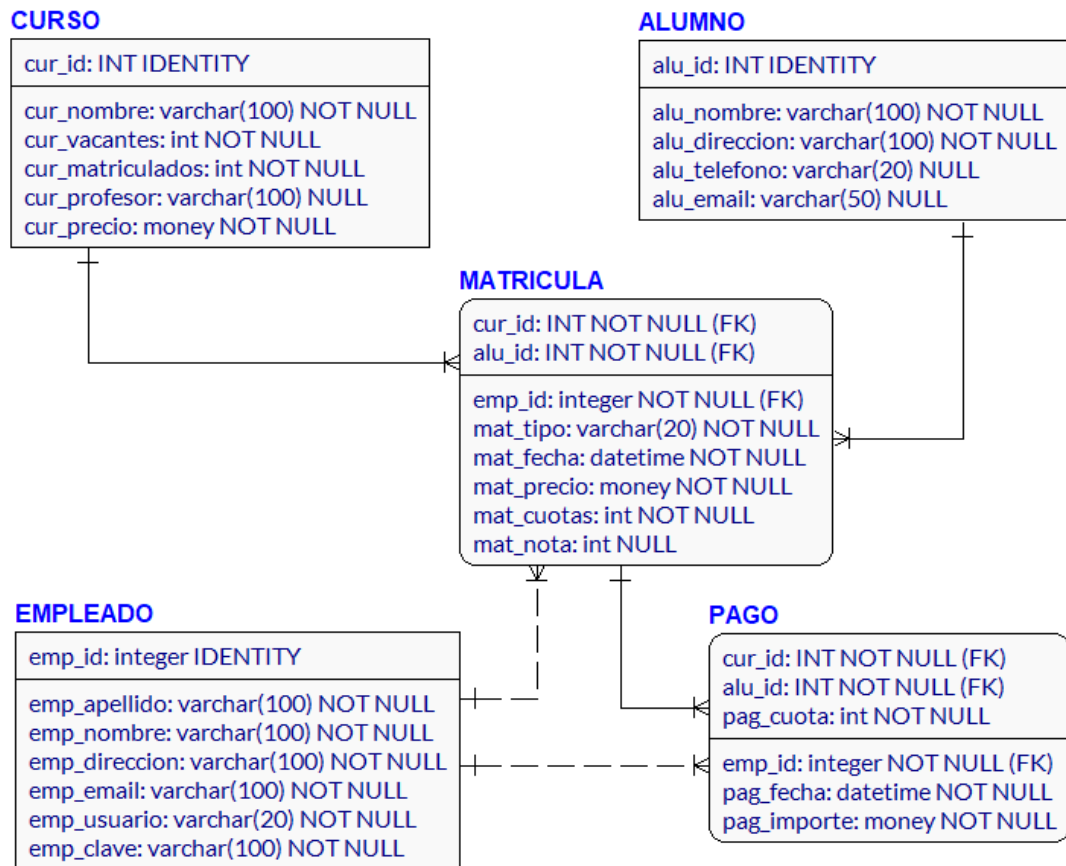 CURSO
cur_id: INT IDENTITY
cur_nombre: varchar(100) NOT NULL
cur_vacantes: int NOT NULL
cur_matriculados: int NOT NULL
cur_profesor: varchar(100) NULL
cur_precio: money NOT NULL
ALUMNO
alu_id: INT IDENTITY
alu_nombre: varchar(100) NOT NULL
alu_direccion: varchar(100) NOT NULL
alu_telefono: varchar(20) NULL
alu_email: varchar(50) NULL
MATRICULA
cur_id: INT NOT NULL (FK)
alu_id: INT NOT NULL (FK)
emp_id: integer NOT NULL (FK)
mat_tipo: varchar(20) NOT NULL
mat_fecha: datetime NOT NULL
mat_precio: money NOT NULL
mat_cuotas: int NOT NULL
mat_nota: int NULL
EMPLEADO
emp_id: integer IDENTITY
emp_apellido: varchar(100) NOT NULL
emp_nombre: varchar(100) NOT NULL
emp_direccion: varchar(100) NOT NULL
emp_email: varchar(100) NOT NULL
emp_usuario: varchar(20) NOT NULL
emp_clave: varchar(100) NOT NULL
PAGO
cur_id: INT NOT NULL (FK)
alu_id: INT NOT NULL (FK)
pag_cuota: int NOT NULL
emp_id: integer NOT NULL (FK)
pag_fecha: datetime NOT NULL
pag_importe: money NOT NULL